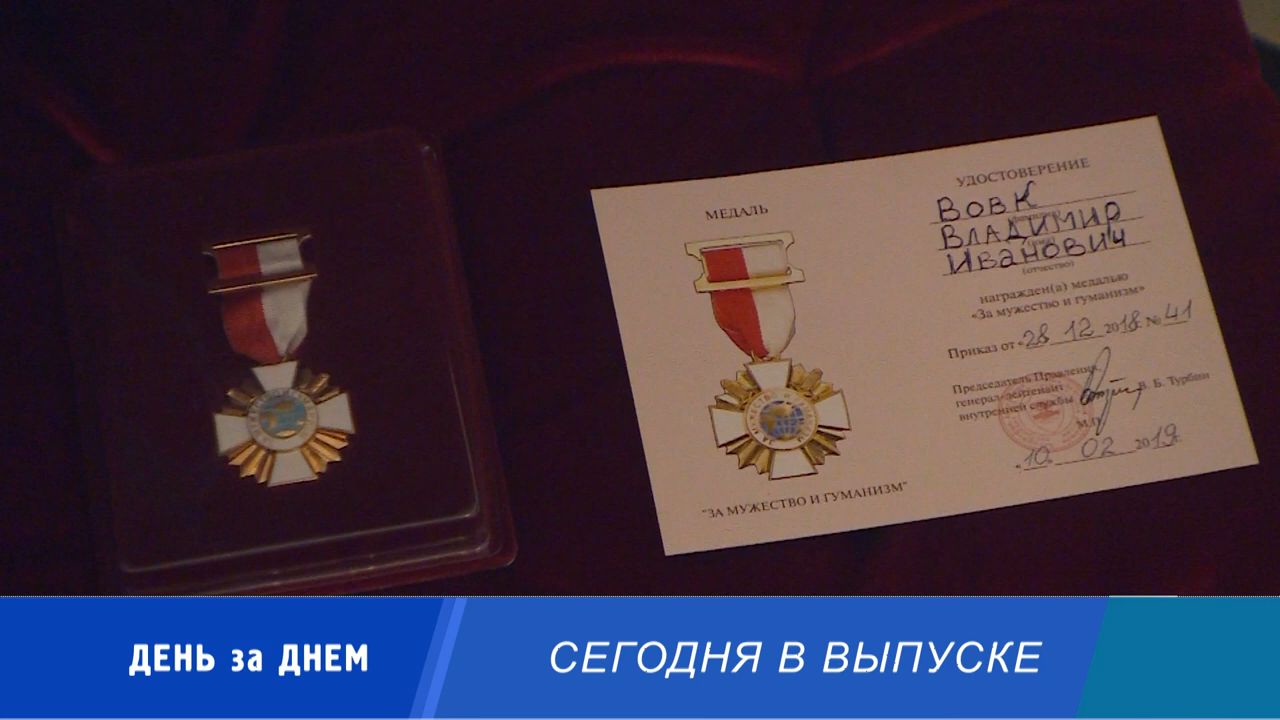 МЕДАЛЬ
"ЗА МУЖЕСТВО И ГУМАНИЗМ"
УДОСТОВЕРЕНИЕ
ВОВК
ВЛАДИМИР
ИВАНОВИЧ
(отчество)
награжден(а) медалью
«За мужество и гуманизм»
Приказ от «28 12 2018 № 41
Председатель Правления,
генерал-лейтенант
внутренней службы В. Б. Турбин
М.П.
«10» 02 2019г.
ДЕНЬ за ДНЕМ
СЕГОДНЯ В ВЫПУСКЕ